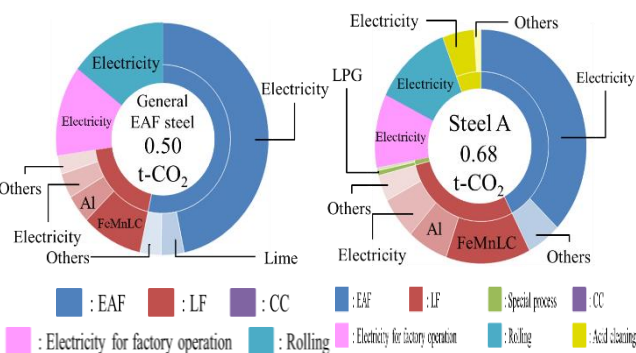 Electricity
General
EAF steel
0.50
t-CO₂
Electricity
Electricity
Others
Al
Electricity
FeMnLC
Others
Lime
: EAF
: LF
: CC
: Electricity for factory operation
: Rolling
Electricity
Others
LPG
Electricity
Electricity
Electricity
Steel A
0.68
t-CO₂
Others
Al
Electricity
FeMnLC
Others
: EAF
: LF
: Special process
: CC
: Electricity for factory operation
: Rolling
: Acid cleaning